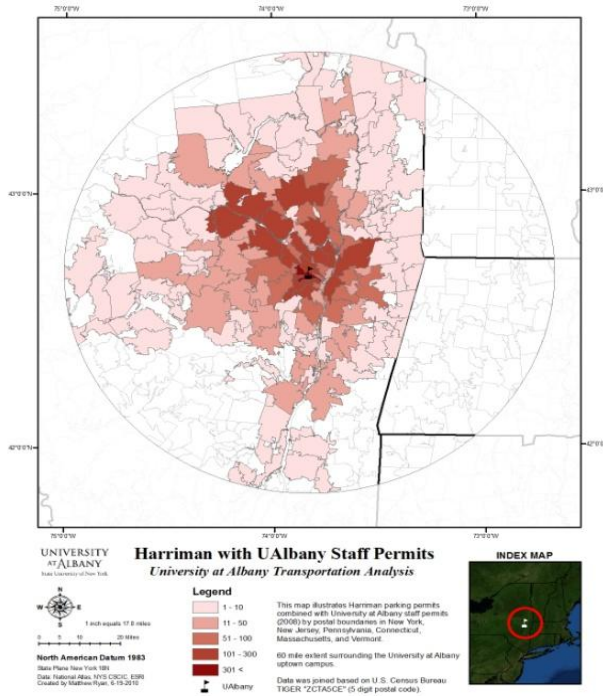 75°0'0"W
74°0'0"W
73°0'0"W
43°0'0"N
43°0'0"N
42°0'0"N
42°0'0"N
75°0'0"W
74°0'0"W
73°0'0"W
UNIVERSITY
AT ALBANY
State University of New York
Harriman with UAlbany Staff Permits
University at Albany Transportation Analysis
INDEX MAP
N
W E
S
1 inch equals 17.8 miles
0 5 10 20 Miles
North American Datum 1983
State Plane New York 18N
Data: National Atlas, NYS CSCIC, ESRI
Created by Matthew Ryan, 6-19-2010
Legend
1 - 10
11 - 50
51 - 100
101 - 300
301 <
UAlbany
This map illustrates Harriman parking permits
combined with University at Albany staff permits
(2008) by postal boundaries in New York,
New Jersey, Pennsylvania, Connecticut,
Massachusetts, and Vermont.
60 mile extent surrounding the University at Albany
uptown campus.
Data was joined based on U.S. Census Bureau
TIGER "ZCTA5CE" (5 digit postal code).